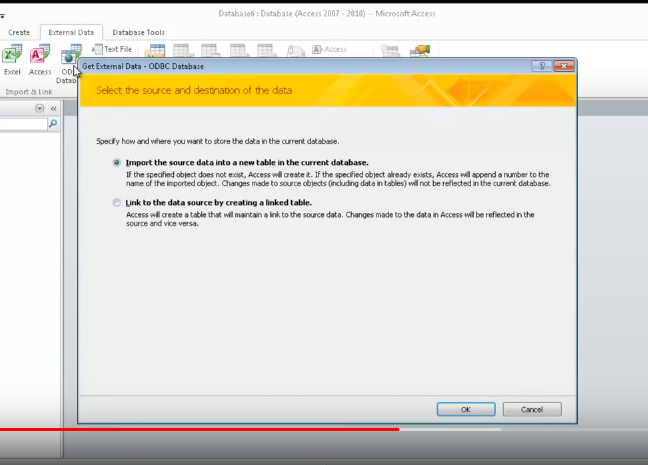 Database6 : Database (Access 2007 - 2010) - Microsoft Access
Create External Data Database Tools
Text File Access
Excel Access
Import & Link
Get External Data - ODBC Database
Select the source and destination of the data
Specify how and where you want to store the data in the current database.
Import the source data into a new table in the current database.
If the specified object does not exist, Access will create it. If the specified object already exists, Access will append a number to the
name of the imported object. Changes made to source objects (including data in tables) will not be reflected in the current database.
Link to the data source by creating a linked table.
Access will create a table that will maintain a link to the source data. Changes made to the data in Access will be reflected in the
source and vice versa.
OK Cancel